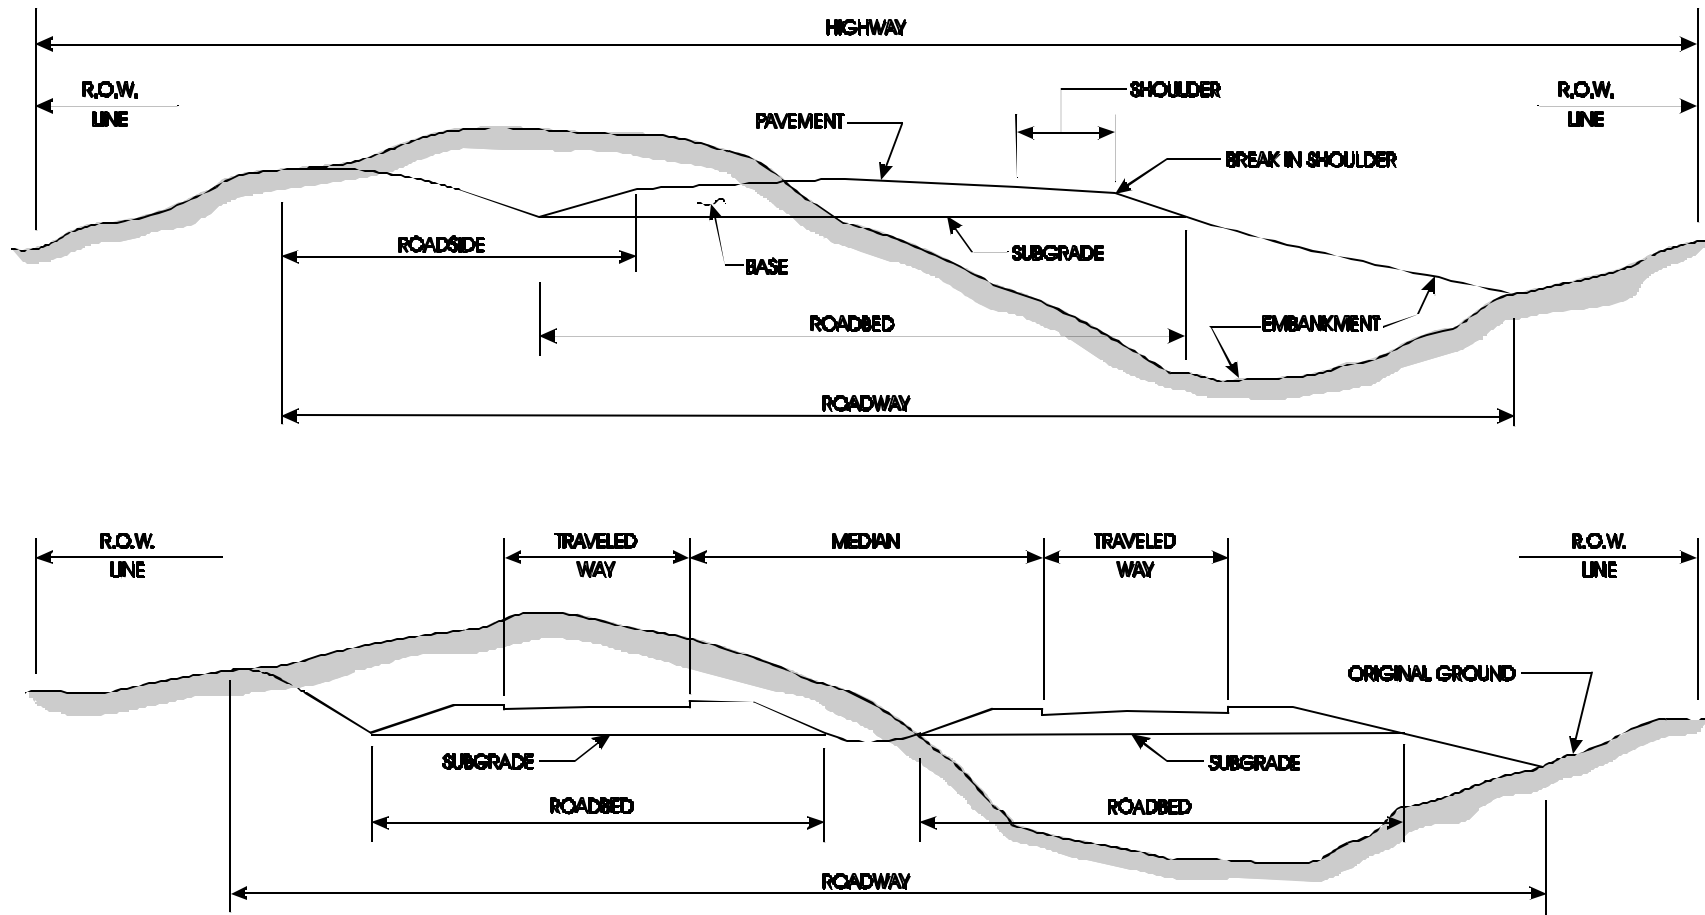 HIGHWAY
R.O.W.
LINE
SHOULDER
R.O.W.
LINE
PAVEMENT
BREAK IN SHOULDER
ROADSIDE
BASE
SUBGRADE
ROADBED
EMBANKMENT
ROADWAY
R.O.W.
LINE
TRAVELED
WAY
MEDIAN
TRAVELED
WAY
R.O.W.
LINE
ORIGINAL GROUND
SUBGRADE
SUBGRADE
ROADBED
ROADBED
ROADWAY